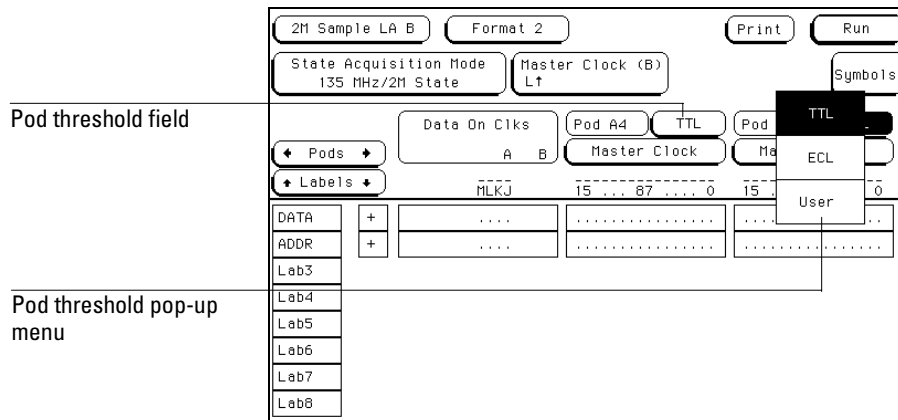 2M Sample LA B Format 2 Print Run
State Acquisition Mode
135 MHz/2M State
Master Clock (B)
L↑
Symbols
Pod threshold field
Data On Clks
A B
Pod A4 TTL Pod
Master Clock Ma
TTL
ECL
User
← Pods →
↑ Labels ↓
MLKJ 15 ... 87 .... 0 15 . 0
DATA + .... ................ ................
ADDR + .... ................ ................
Lab3
Lab4
Pod threshold pop-up
menu
Lab5
Lab6
Lab7
Lab8